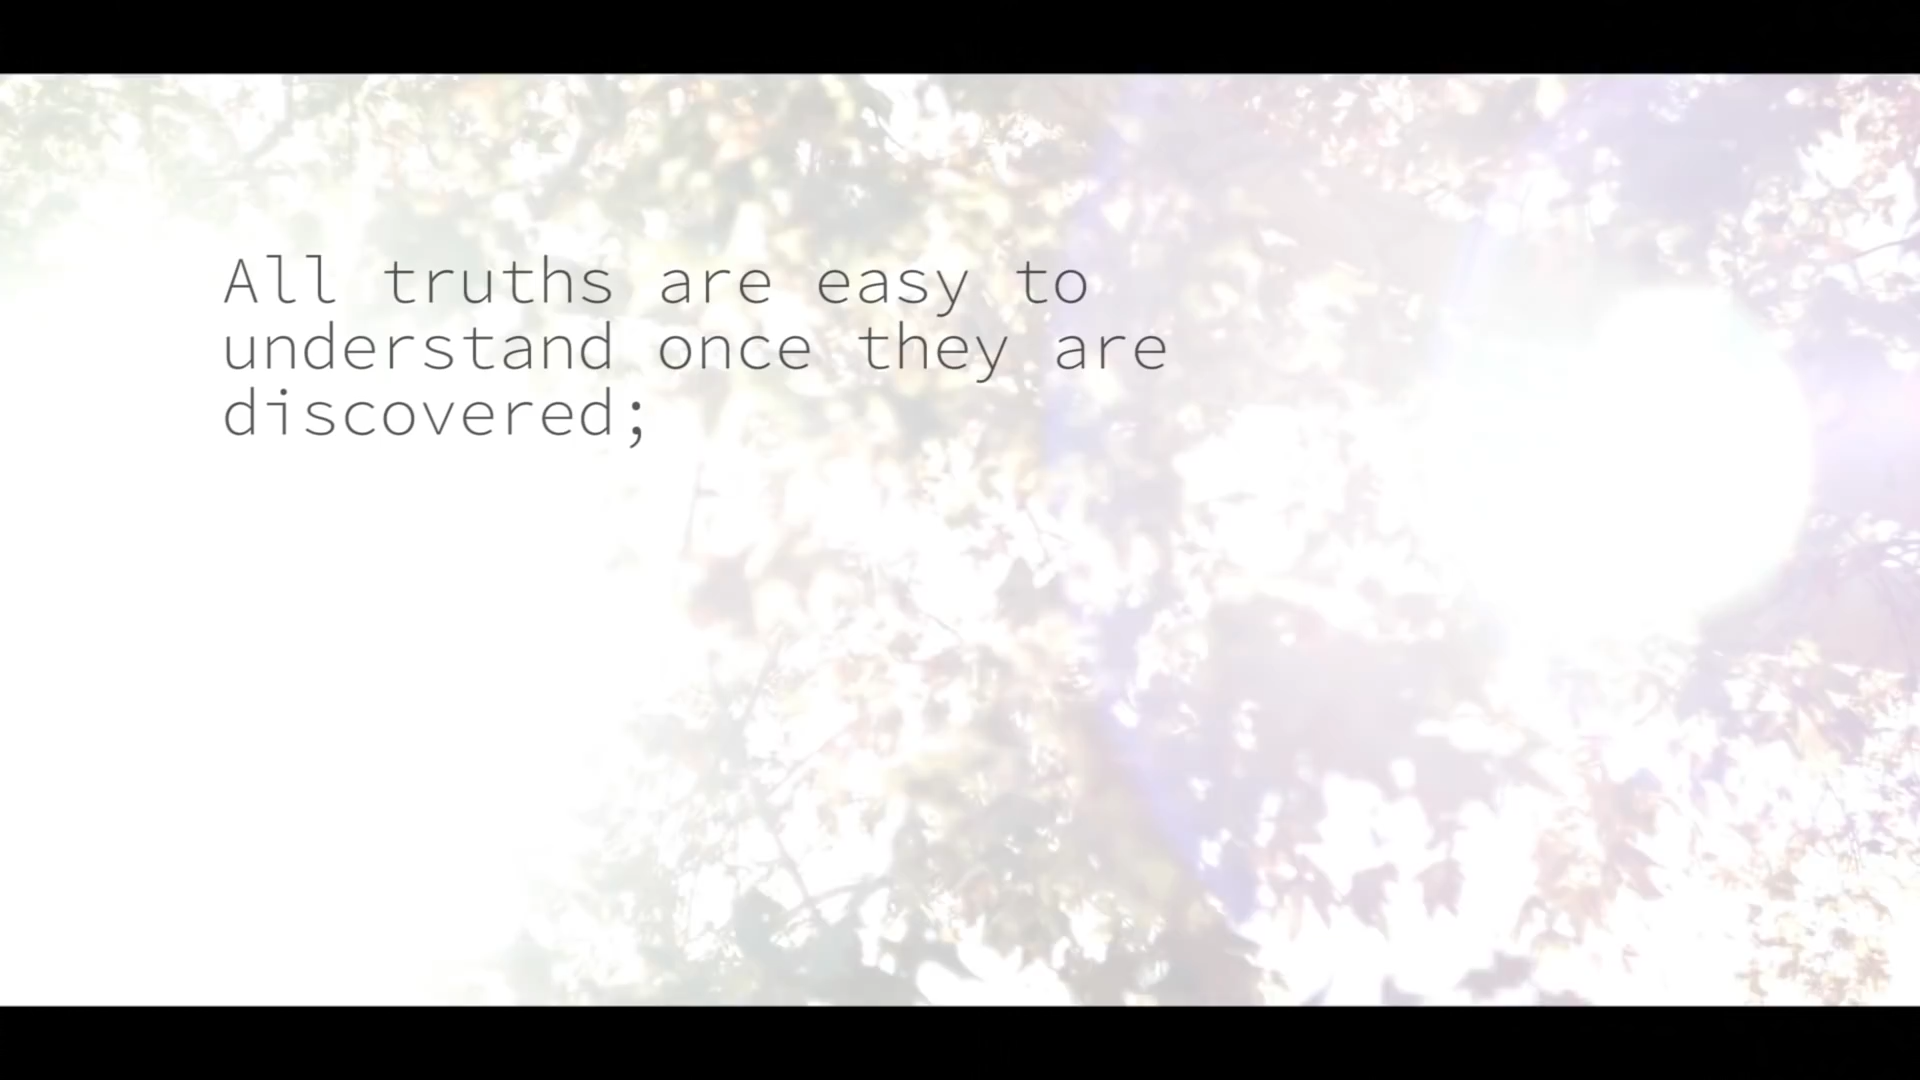 All truths are easy to
understand once they are
discovered;